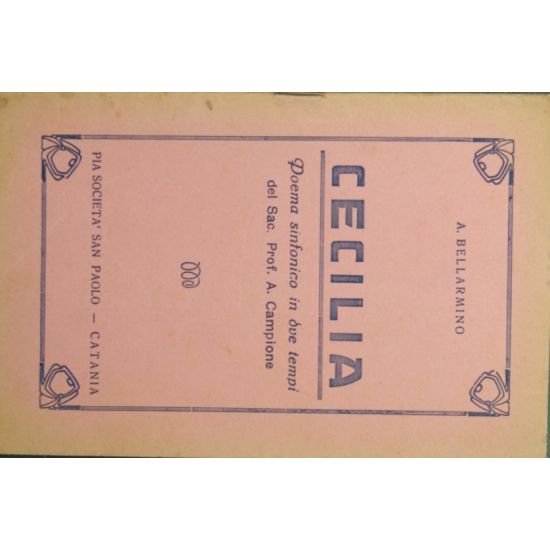 A. BELLARMINO
CECILIA
Poema sinfonico in due tempi
del Sac. Prof. A. Campione
PIA SOCIETA' SAN PAOLO — CATANIA